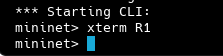 *** Starting CLI:
mininet> xterm R1
mininet>